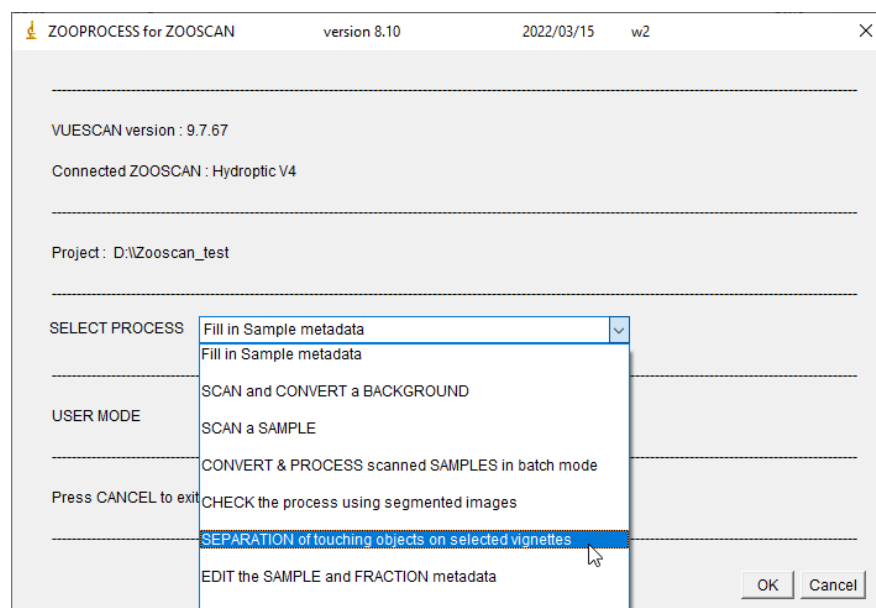 ZOOPROCESS for ZOOSCAN version 8.10 2022/03/15 w2
VUESCAN version : 9.7.67
Connected ZOOSCAN : Hydroptic V4
Project : D:\\Zooscan_test
SELECT PROCESS Fill in Sample metadata
Fill in Sample metadata
SCAN and CONVERT a BACKGROUND
SCAN a SAMPLE
CONVERT & PROCESS scanned SAMPLES in batch mode
USER MODE
Press CANCEL to exit
CHECK the process using segmented images
SEPARATION of touching objects on selected vignettes
EDIT the SAMPLE and FRACTION metadata
OK Cancel